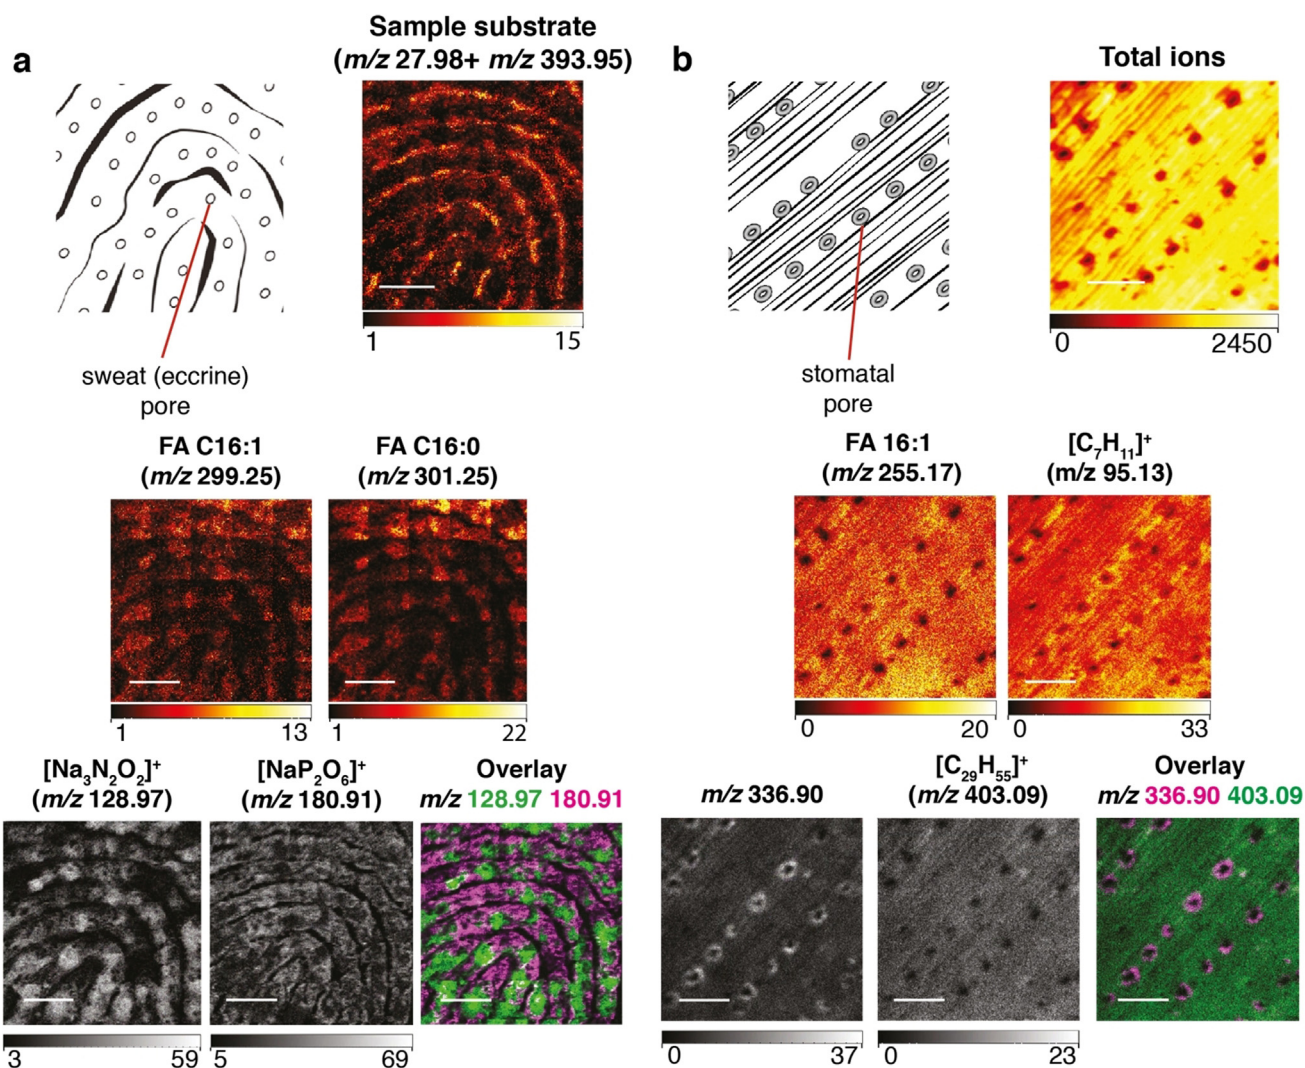 a
Sample substrate
(m/z 27.98+ m/z 393.95)
1 15
sweat (eccrine)
pore
FA C16:1
(m/z 299.25)
1 13
FA C16:0
(m/z 301.25)
1 22
[Na₃N₂O₂]⁺
(m/z 128.97)
3 59
[NaP₂O₆]⁺
(m/z 180.91)
5 69
Overlay
m/z 128.97 180.91
b
Total ions
0 2450
stomatal
pore
FA 16:1
(m/z 255.17)
0 20
[C₇H₁₁]⁺
(m/z 95.13)
0 33
m/z 336.90
0 37
[C₂₉H₅₅]⁺
(m/z 403.09)
0 23
Overlay
m/z 336.90 403.09